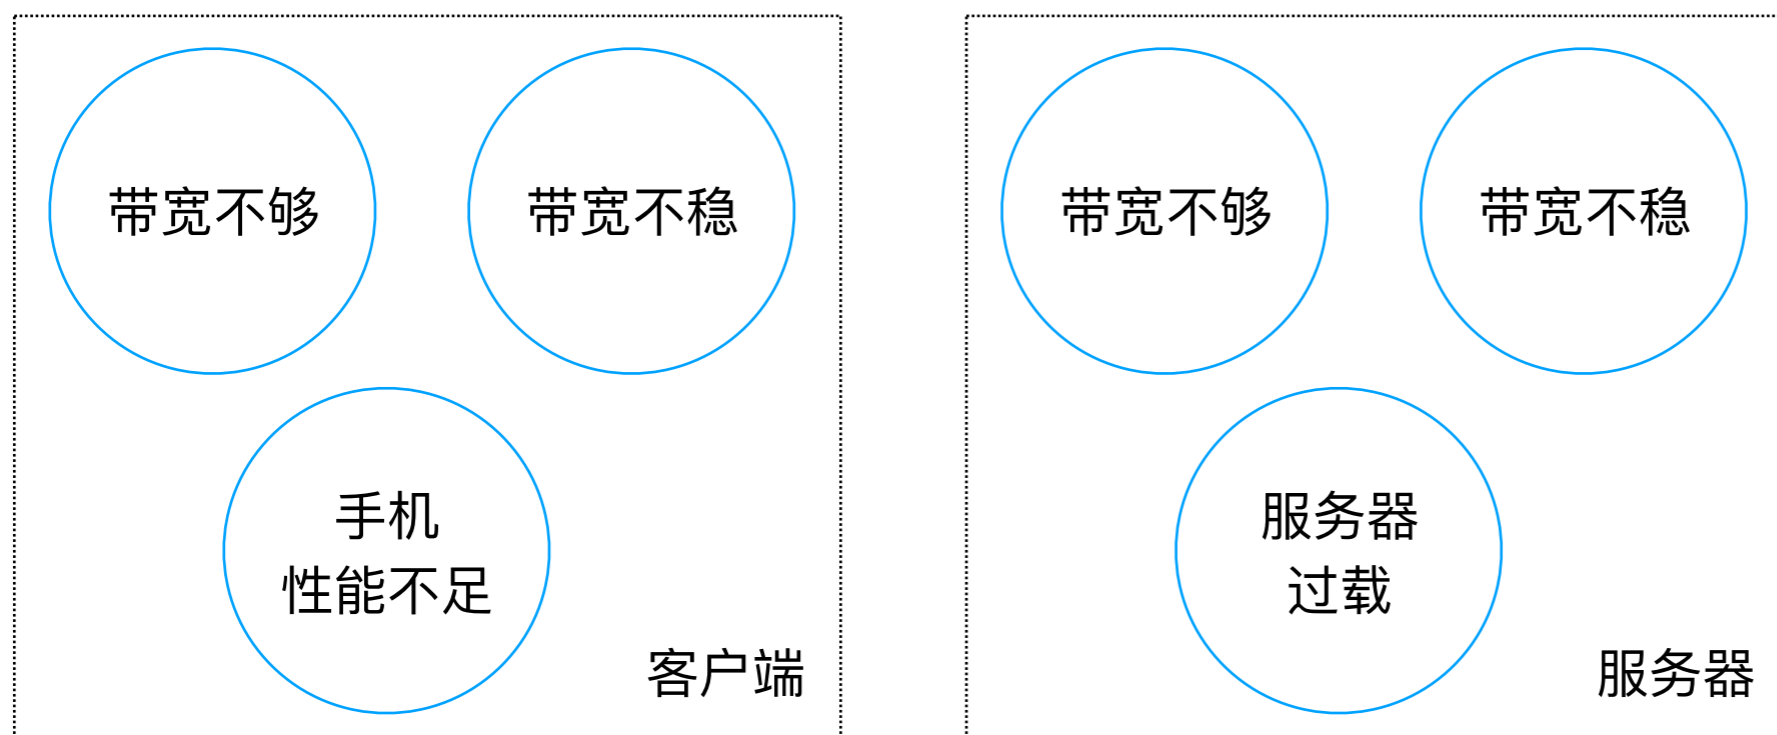 带宽不够
带宽不稳
手机
性能不足
客户端
带宽不够
带宽不稳
服务器
过载
服务器